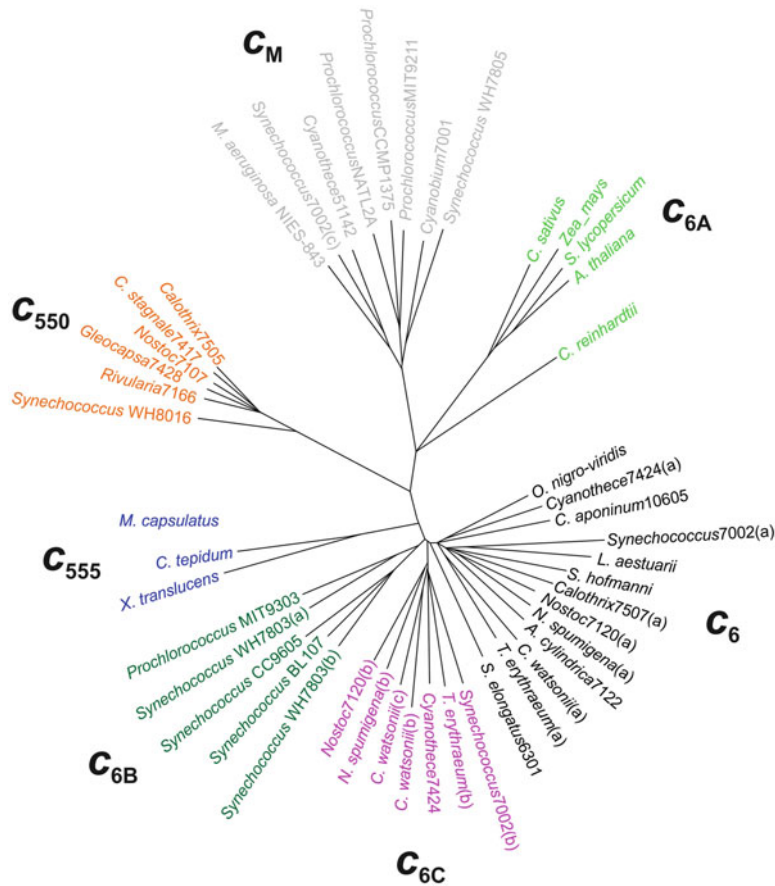 cM
M. aeruginosa NIES-843
Synechococcus7002(c)
Cyanothece51142
ProchlorococcusNATL2A
ProchlorococcusCCMP1375
ProchlorococcusMIT9211
Cyanobium7001
Synechococcus WH7805
c6A
C. sativus
Zea_mays
S. lycopersicum
A. thaliana
C. reinhardtii
c550
Calothrix7505
C. stagnale7417
Nostoc7107
Gleocapsa7428
Rivularia7166
Synechococcus WH8016
c555
M. capsulatus
C. tepidum
X. translucens
c6
O. nigro-viridis
Cyanothece7424(a)
C. aponinum10605
Synechococcus7002(a)
L. aestuarii
S. hofmanni
Calothrix7507(a)
Nostoc7120(a)
N. spumigena(a)
A. cylindrica7122
C. watsonii(a)
T. erythraeum(a)
S. elongatus6301
c6B
Prochlorococcus MIT9303
Synechococcus WH7803(a)
Synechococcus CC9605
Synechococcus BL107
Synechococcus WH7803(b)
c6C
Nostoc7120(b)
N. spumigena(b)
C. watsonii(c)
C. watsonii(b)
Cyanothece7424
T. erythraeum(b)
Synechococcus7002(b)